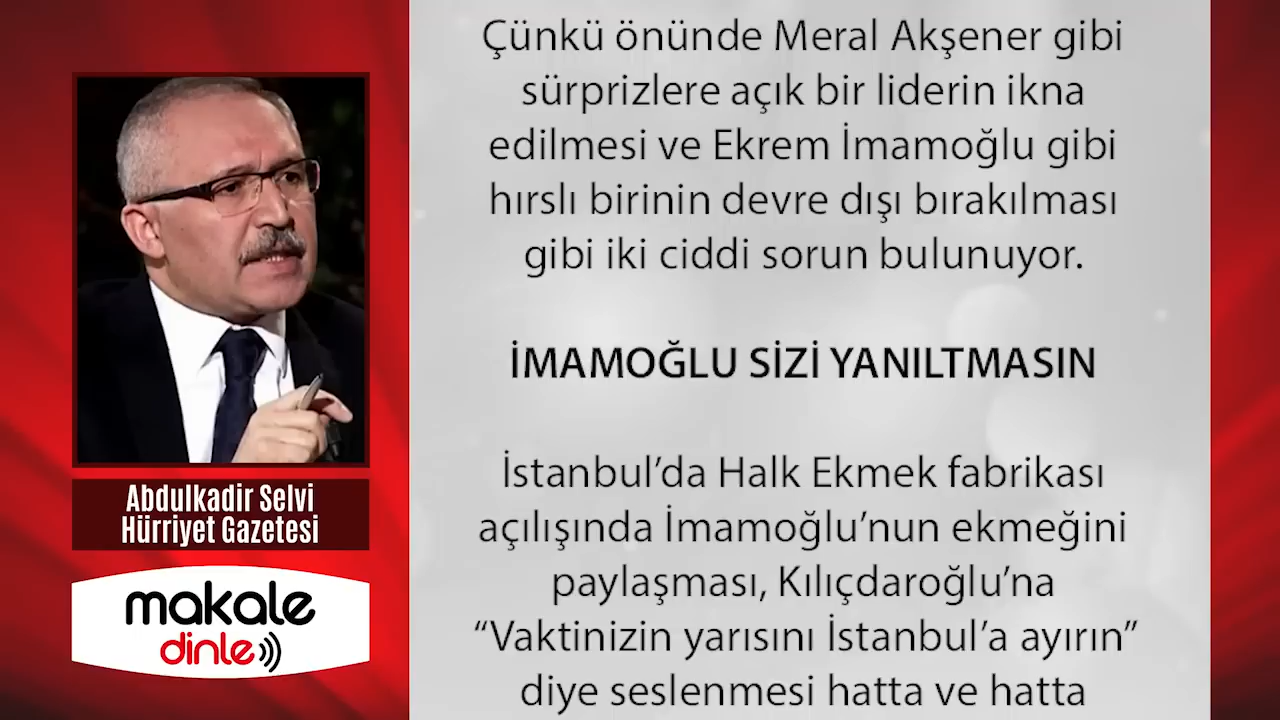 Çünkü önünde Meral Akşener gibi
sürprizlere açık bir liderin ikna
edilmesi ve Ekrem İmamoğlu gibi
hırslı birinin devre dışı bırakılması
gibi iki ciddi sorun bulunuyor.
İMAMOĞLU SİZİ YANILTMASIN
İstanbul’da Halk Ekmek fabrikası
açılışında İmamoğlu’nun ekmeğini
paylaşması, Kılıçdaroğlu’na
“Vaktinizin yarısını İstanbul’a ayırın”
diye seslenmesi hatta ve hatta
Abdulkadir Selvi
Hürriyet Gazetesi
makale
dinle